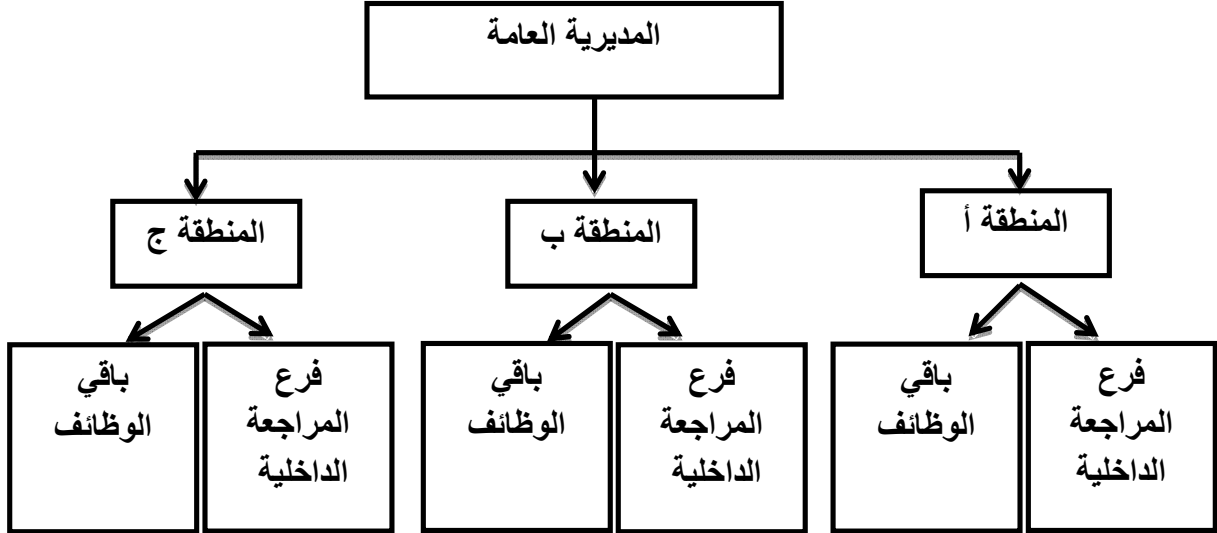 المديرية العامة
المنطقة أ
المنطقة ب
المنطقة ج
فرع
المراجعة
الداخلية
باقي
الوظائف
فرع
المراجعة
الداخلية
باقي
الوظائف
فرع
المراجعة
الداخلية
باقي
الوظائف